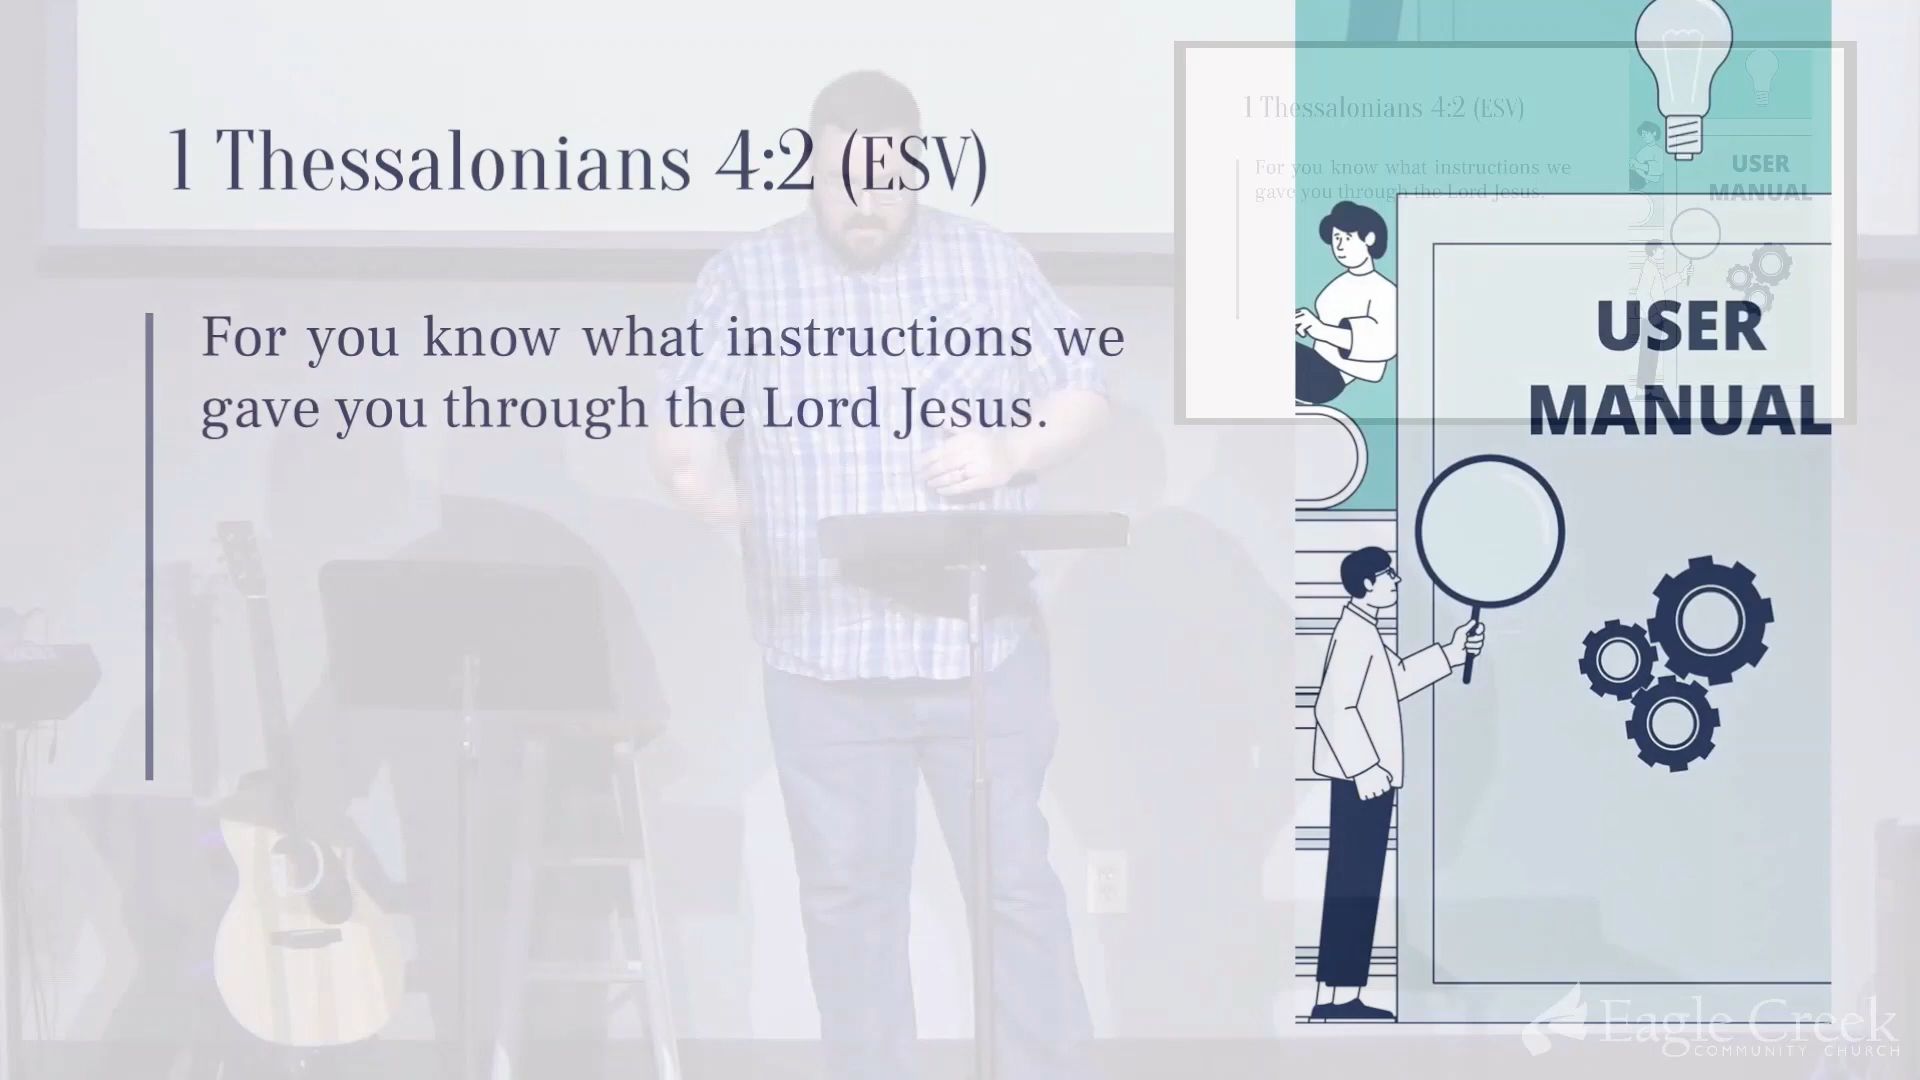 1 Thessalonians 4:2 (ESV)
For you know what instructions we
gave you through the Lord Jesus.
1 Thessalonians 4:2 (ESV)
For you know what instructions we
gave you through the Lord Jesus.
USER
MANUAL
USER
MANUAL
Eagle Creek
COMMUNITY CHURCH